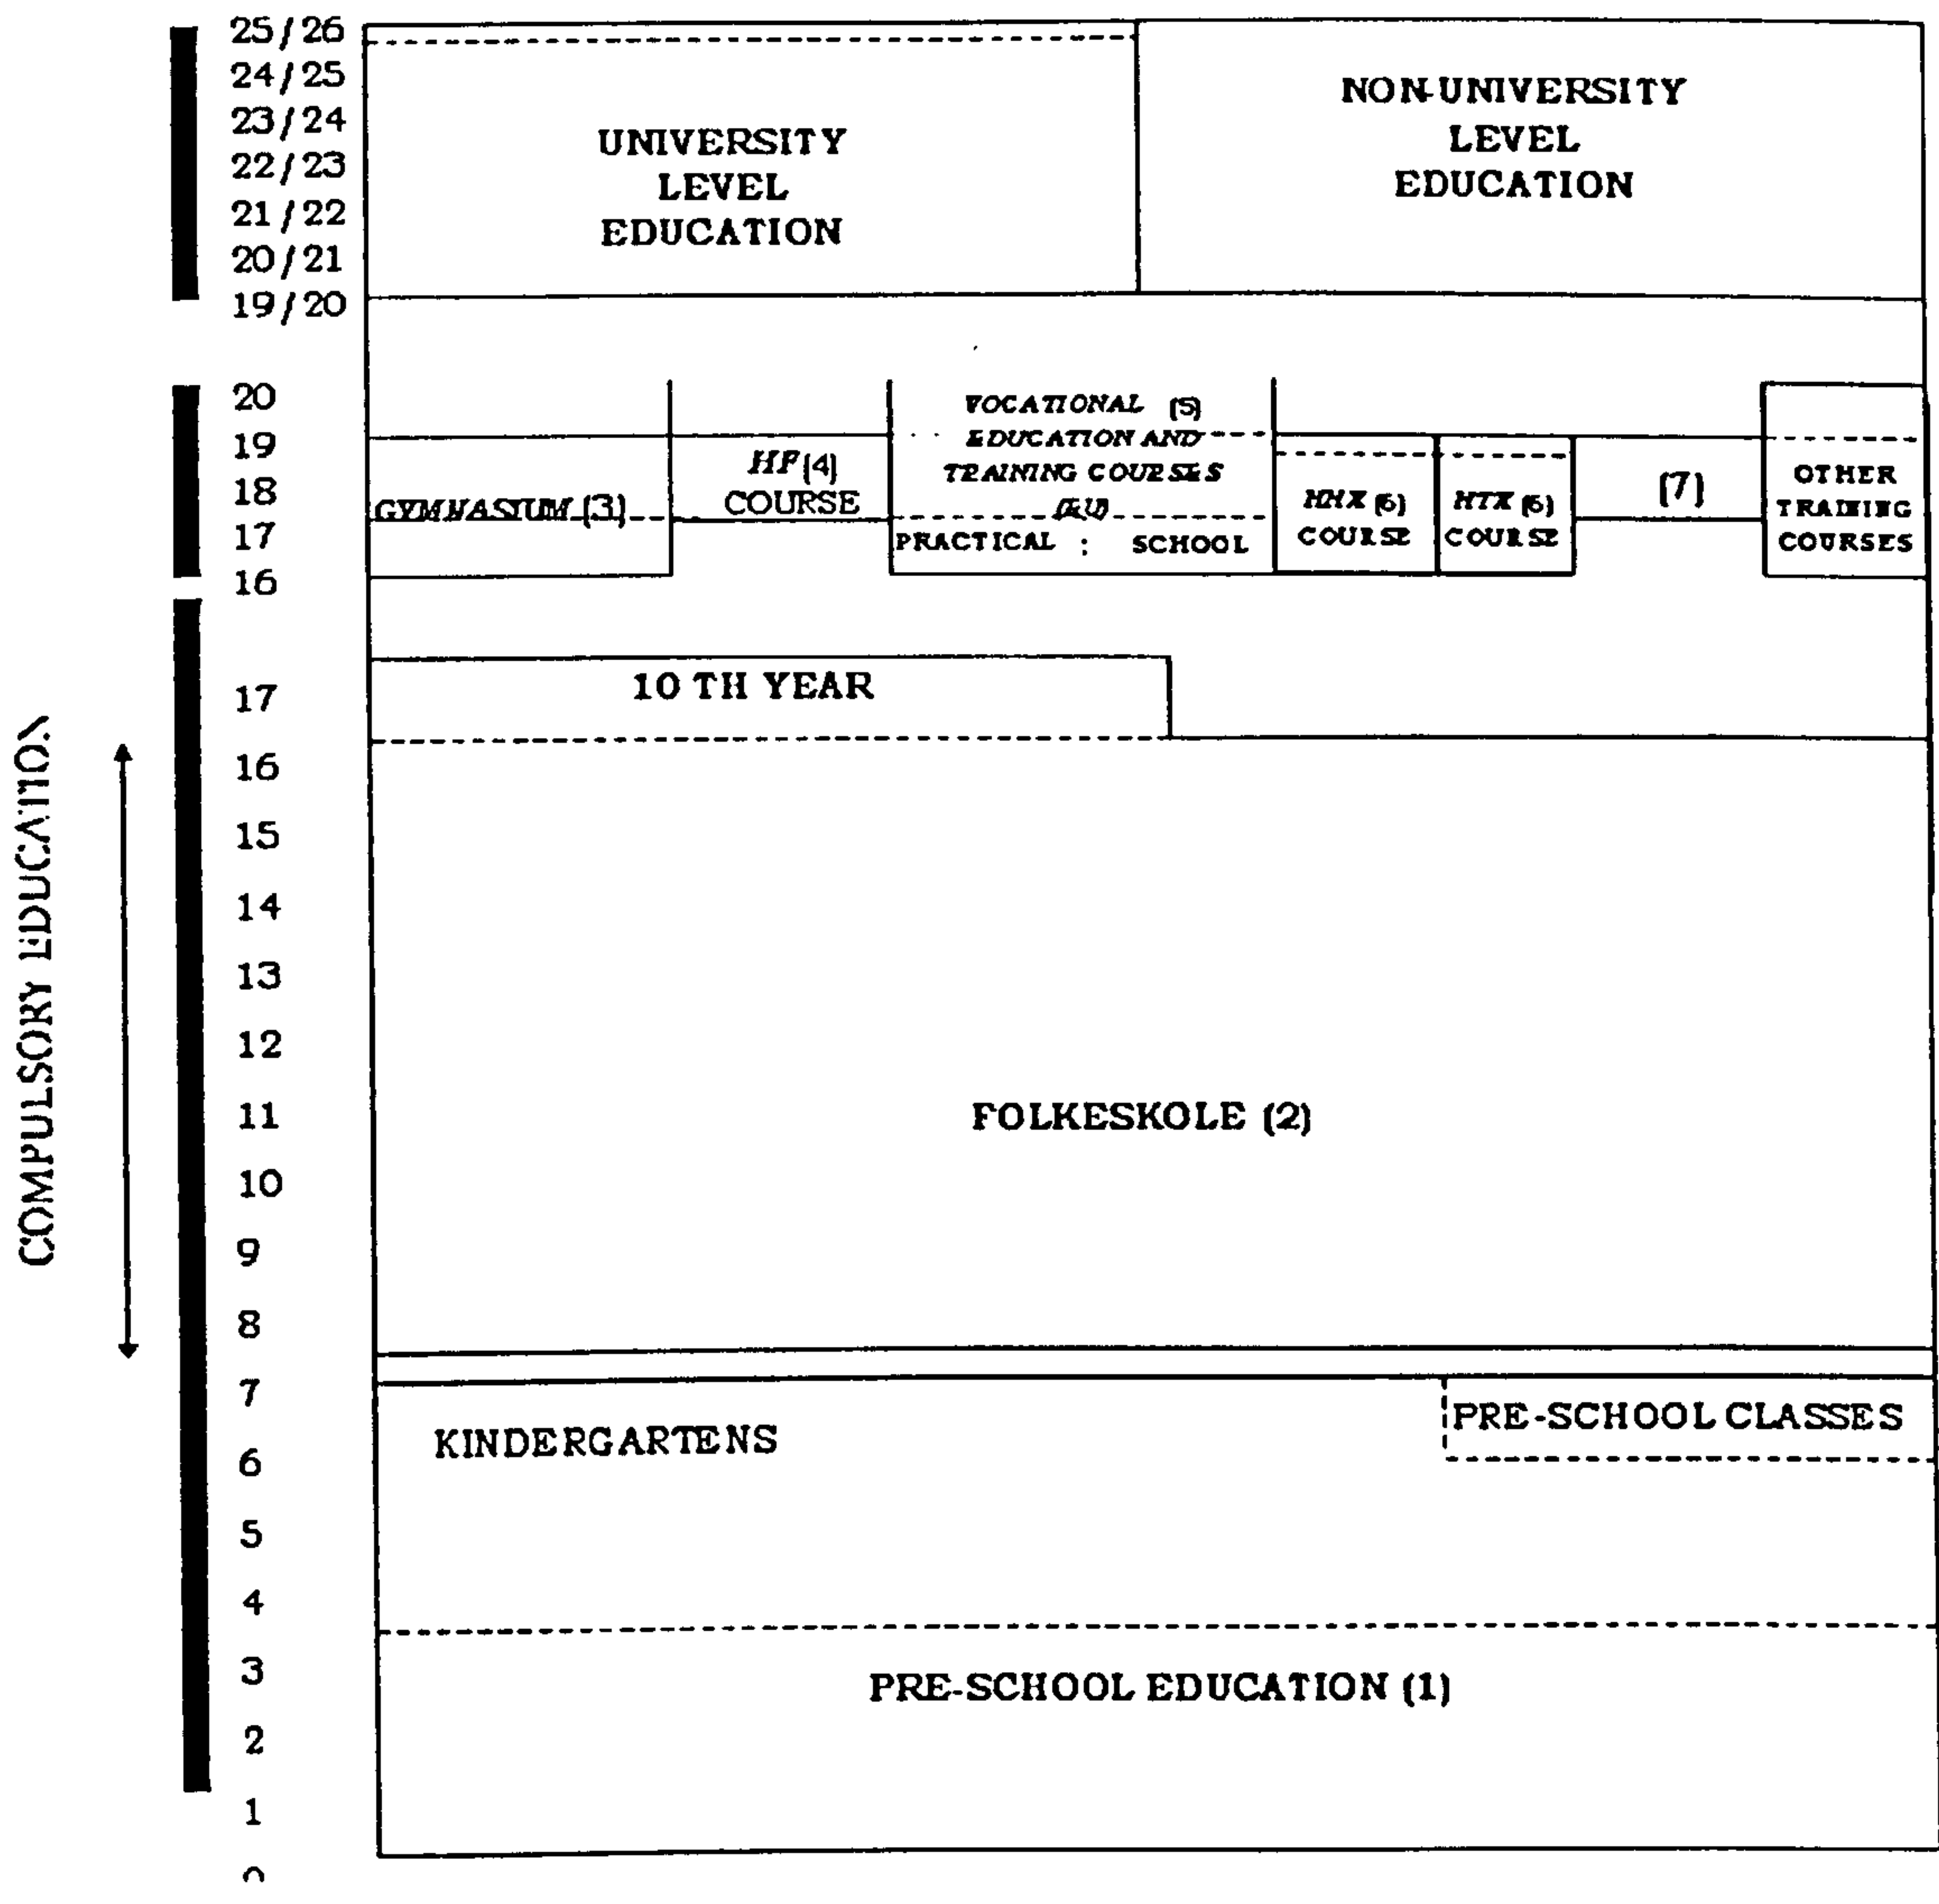 25/26
24/25
23/24
22/23
21/22
20/21
19/20
UNIVERSITY
LEVEL
EDUCATION
NON-UNIVERSITY
LEVEL
EDUCATION
20
19
18
17
16
GYMNASIUM (3)
HF (4)
COURSE
VOCATIONAL (5)
EDUCATION AND
TRAINING COURSES
(EU)
PRACTICAL : SCHOOL
HHX (6)
COURSE
HTX (6)
COURSE
(7)
OTHER
TRAINING
COURSES
COMPULSORY EDUCATION
17
16
15
14
13
12
11
10
9
8
7
6
5
4
3
2
1
0
10 TH YEAR
FOLKESKOLE (2)
KINDERGARTENS
PRE-SCHOOL CLASSES
PRE-SCHOOL EDUCATION (1)